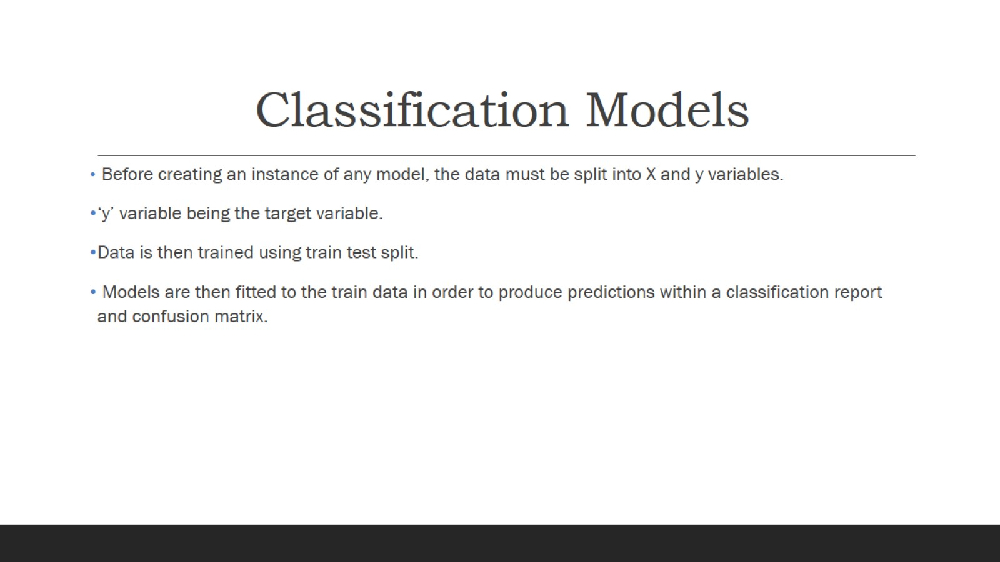 Classification Models
• Before creating an instance of any model, the data must be split into X and y variables.
•‘y’ variable being the target variable.
•Data is then trained using train test split.
• Models are then fitted to the train data in order to produce predictions within a classification report
and confusion matrix.